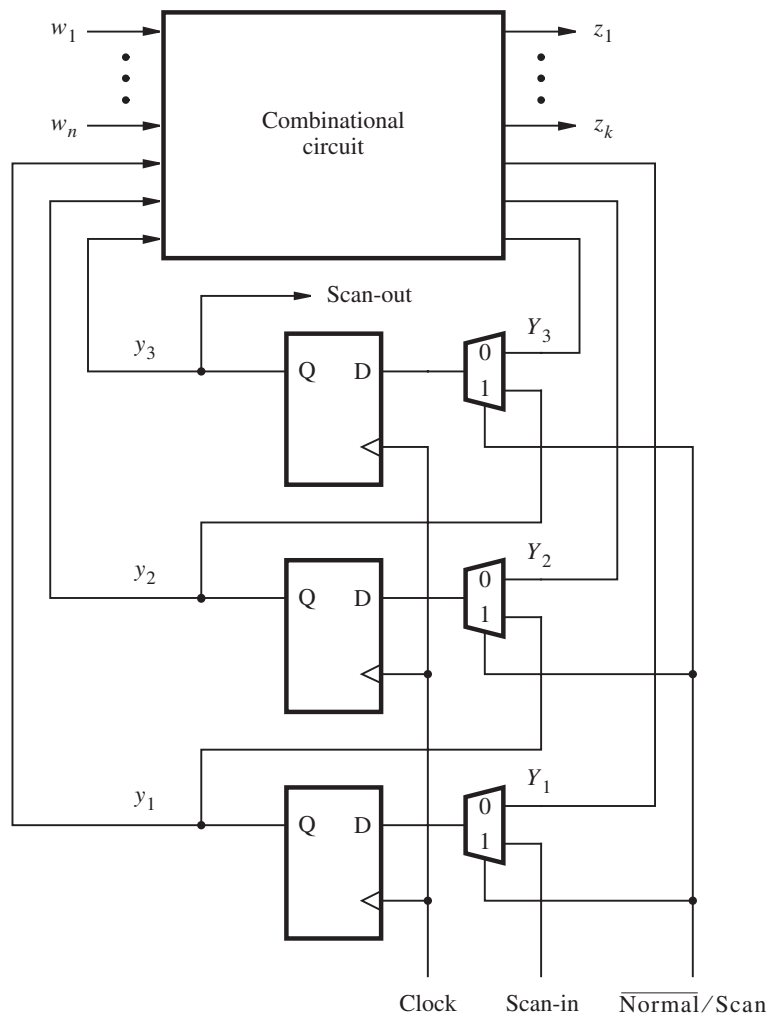 w1 z1
wn zk
Combinational
circuit
Scan-out
Y3
y3
Q D
0
1
Y2
y2
Q D
0
1
Y1
y1
Q D
0
1
Clock Scan-in Normal/Scan